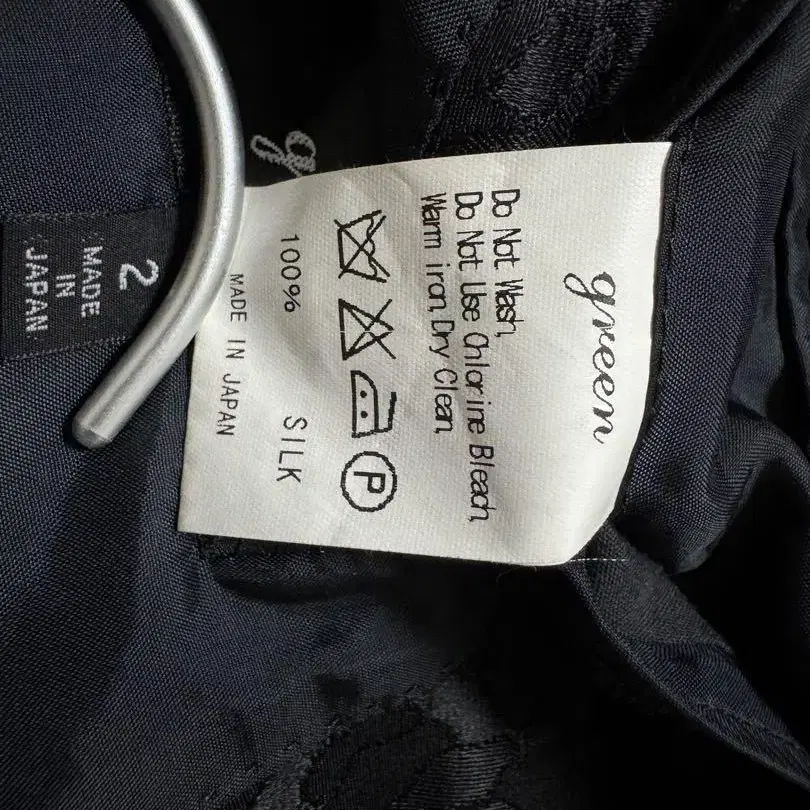 green
Do Not Wash,
Do Not Use Chlorine Bleach,
Warm iron, Dry Clean,
P
100% SILK
MADE IN JAPAN
2
MADE
IN
JAPAN
g